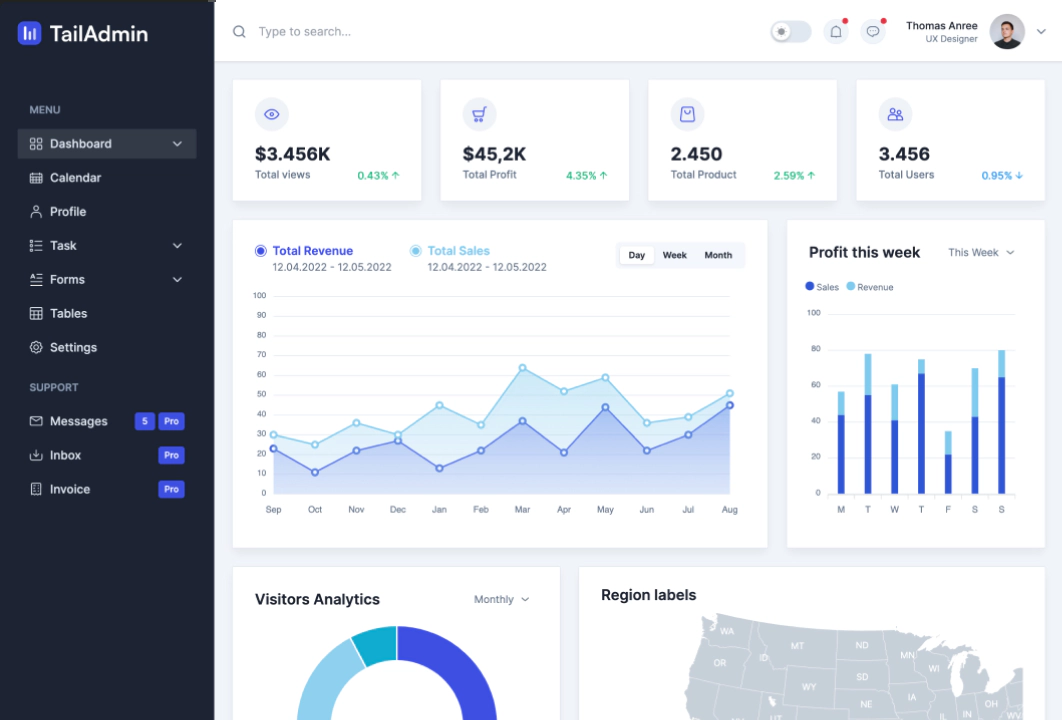 TailAdmin
MENU
Dashboard
Calendar
Profile
Task
Forms
Tables
Settings
SUPPORT
Messages 5 Pro
Inbox Pro
Invoice Pro
Type to search...
Thomas Anree
UX Designer
$3.456K
Total views 0.43%
$45,2K
Total Profit 4.35%
2.450
Total Product 2.59%
3.456
Total Users 0.95%
Total Revenue
12.04.2022 - 12.05.2022
Total Sales
12.04.2022 - 12.05.2022
Day Week Month
100
90
80
70
60
50
40
30
20
10
0
Sep Oct Nov Dec Jan Feb Mar Apr May Jun Jul Aug
Profit this week This Week
Sales Revenue
100
80
60
40
20
0
M T W T F S S
Visitors Analytics Monthly
Region labels
WA
MT
ND
MN
OR
ID
WI
SD
WY
IA
NE
OH
IL
IN
WV
UT